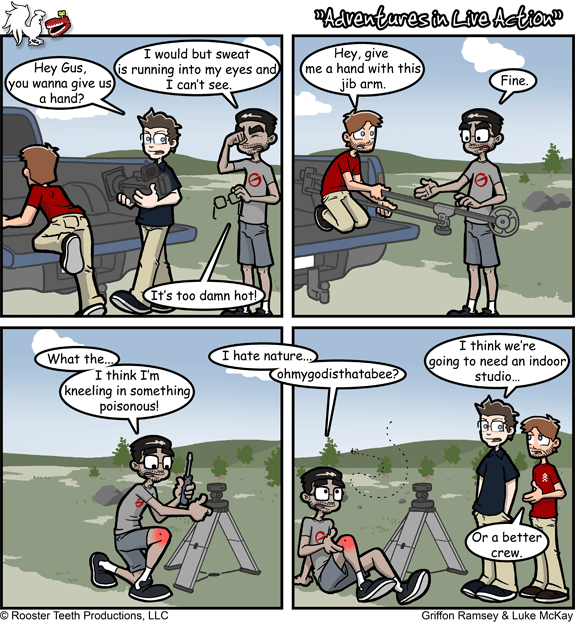 "Adventures in Live Action"
Hey Gus,
you wanna give us
a hand?
I would but sweat
is running into my eyes and
I can't see.
It's too damn hot!
Hey, give
me a hand with this
jib arm.
Fine.
What the...
I think I'm
kneeling in something
poisonous!
I hate nature...
ohmygodisthatabee?
I think we're
going to need an indoor
studio...
Or a better
crew.
© Rooster Teeth Productions, LLC
Griffon Ramsey & Luke McKay